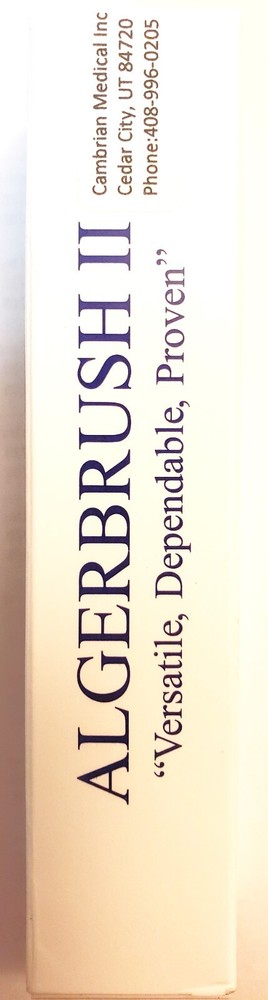 ALGERBRUSH II
“Versatile, Dependable, Proven”
Cambrian Medical Inc
Cedar City, UT 84720
Phone:408-996-0205